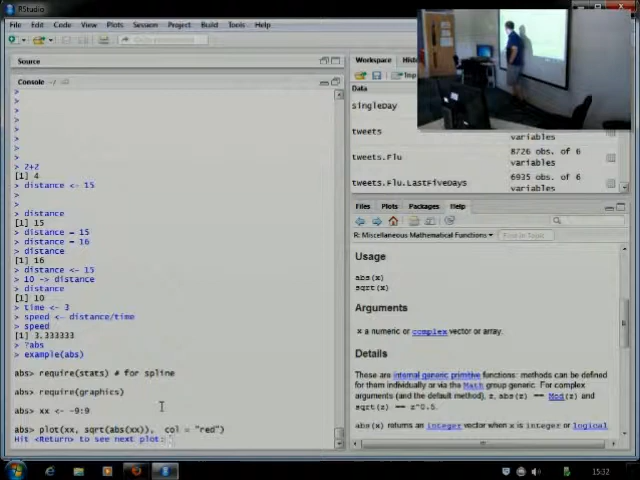 RStudio
File Edit Code View Plots Session Project Build Tools Help
Source
Console ~/
>
>
>
>
>
>
>
> 2+2
[1] 4
> distance <- 15
>
>
> distance
[1] 15
> distance = 15
> distance = 16
> distance
[1] 16
> distance <- 15
> 10 -> distance
> distance
[1] 10
> time <- 3
> speed <- distance/time
> speed
[1] 3.333333
> ?abs
> example(abs)
abs> require(stats) # for spline
abs> require(graphics)
abs> xx <- -9:9
abs> plot(xx, sqrt(abs(xx)), col = "red")
Hit <Return> to see next plot:
Workspace
Data
singleDay
tweets
variables
tweets.Flu
8726 obs. of 6
variables
tweets.Flu.LastFiveDays
6935 obs. of 6
variables
Files Plots Packages Help
R: Miscellaneous Mathematical Functions
Find in Topic
Usage
abs(x)
sqrt(x)
Arguments
x a numeric or complex vector or array.
Details
These are internal generic primitive functions: methods can be defined
for them individually or via the Math group generic. For complex
arguments (and the default method), z, abs(z) == Mod(z) and
sqrt(z) == z^0.5.
abs(x) returns an integer vector when x is integer or logical
15:32